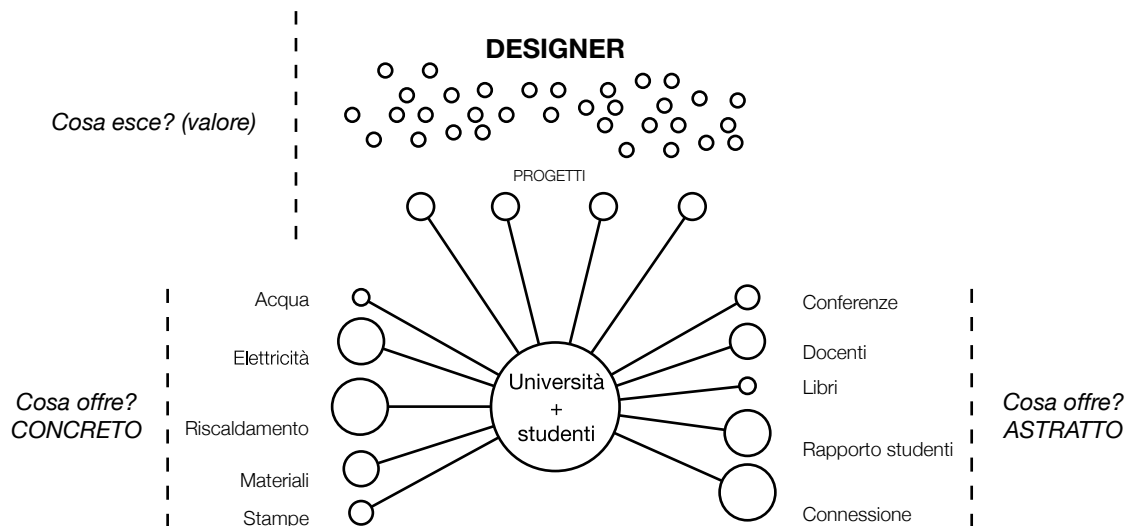 DESIGNER
Cosa esce? (valore)
PROGETTI
Acqua
Elettricità
Riscaldamento
Materiali
Stampe
Cosa offre?
CONCRETO
Università
+
studenti
Conferenze
Docenti
Libri
Rapporto studenti
Connessione
Cosa offre?
ASTRATTO